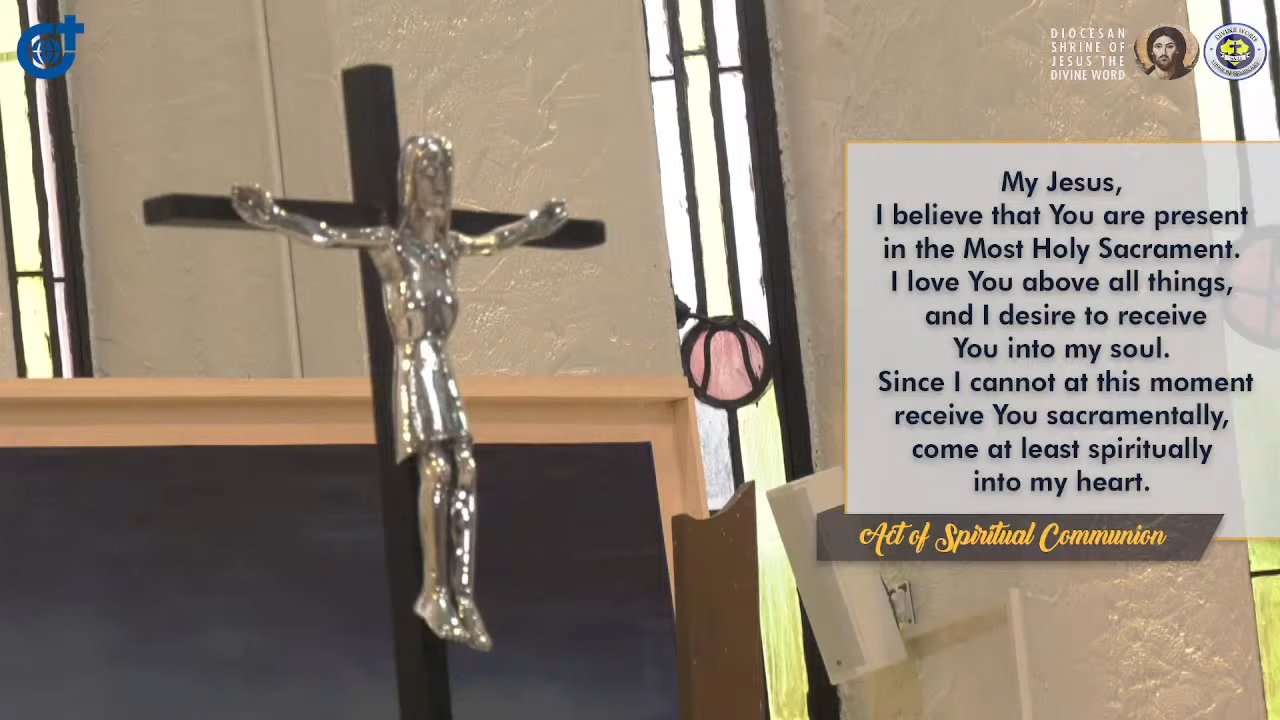 DIOCESAN
SHRINE OF
JESUS THE
DIVINE WORD
My Jesus,
I believe that You are present
in the Most Holy Sacrament.
I love You above all things,
and I desire to receive
You into my soul.
Since I cannot at this moment
receive You sacramentally,
come at least spiritually
into my heart.
Act of Spiritual Communion